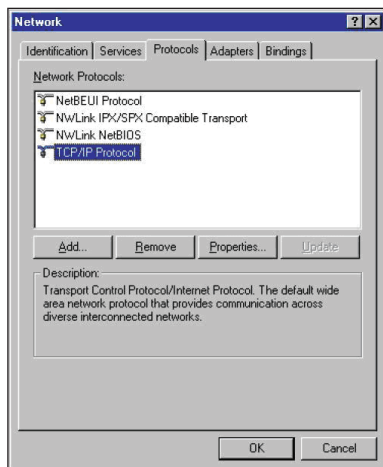 Network
Identification Services Protocols Adapters Bindings
Network Protocols:
NetBEUI Protocol
NWLink IPX/SPX Compatible Transport
NWLink NetBIOS
TCP/IP Protocol
Add... Remove Properties... Update
Description:
Transport Control Protocol/Internet Protocol. The default wide
area network protocol that provides communication across
diverse interconnected networks.
OK Cancel